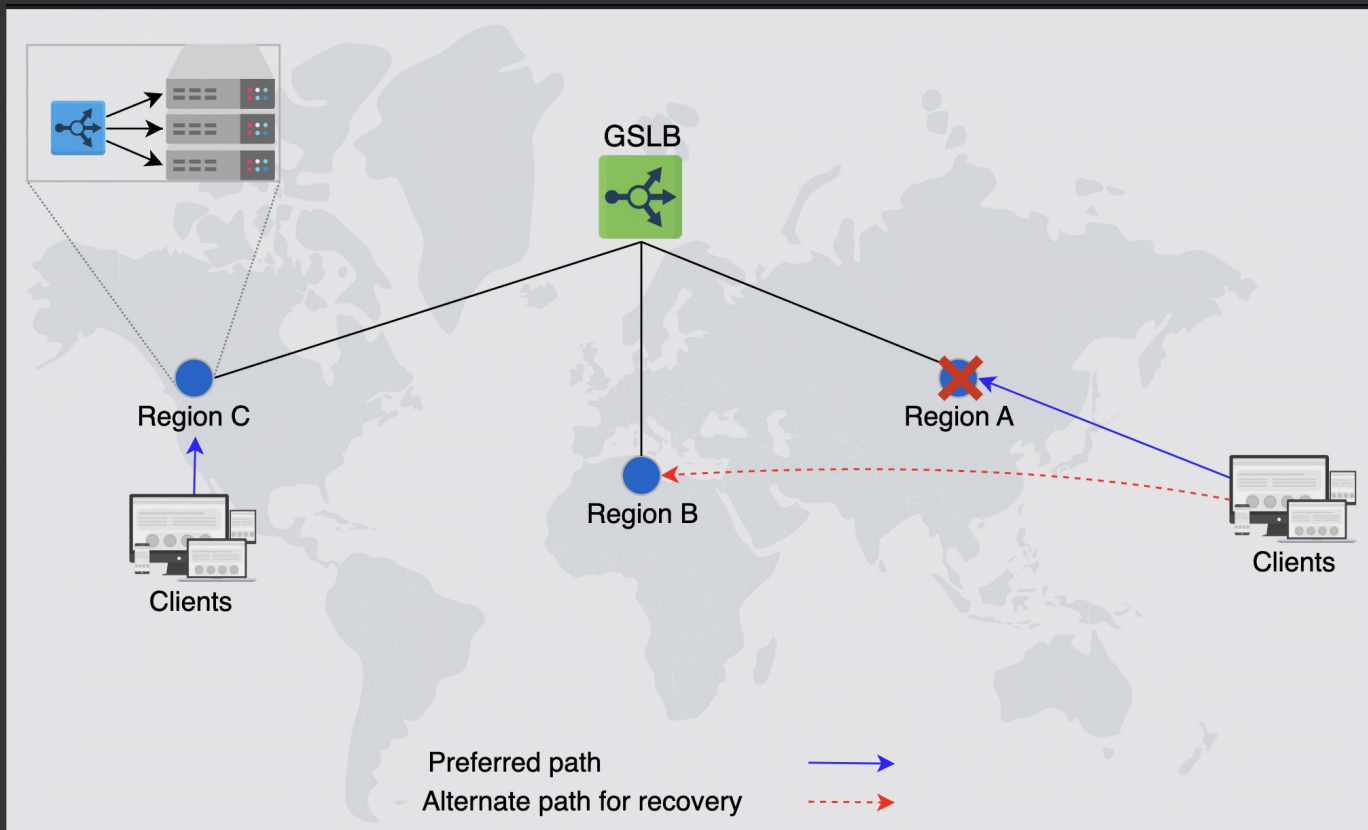 GSLB
Region C
Region A
Region B
Clients
Clients
Preferred path
Alternate path for recovery